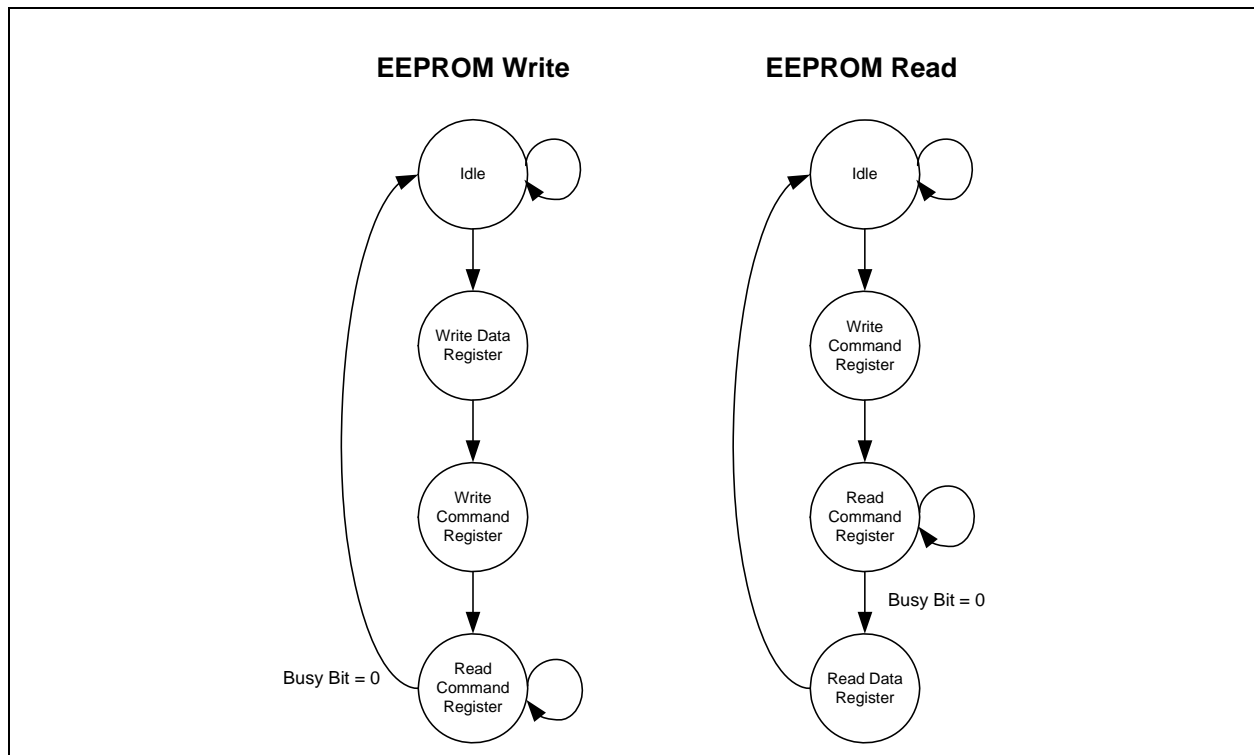 EEPROM Write
Idle
Write Data
Register
Write
Command
Register
Read
Command
Register
Busy Bit = 0
EEPROM Read
Idle
Write
Command
Register
Read
Command
Register
Busy Bit = 0
Read Data
Register